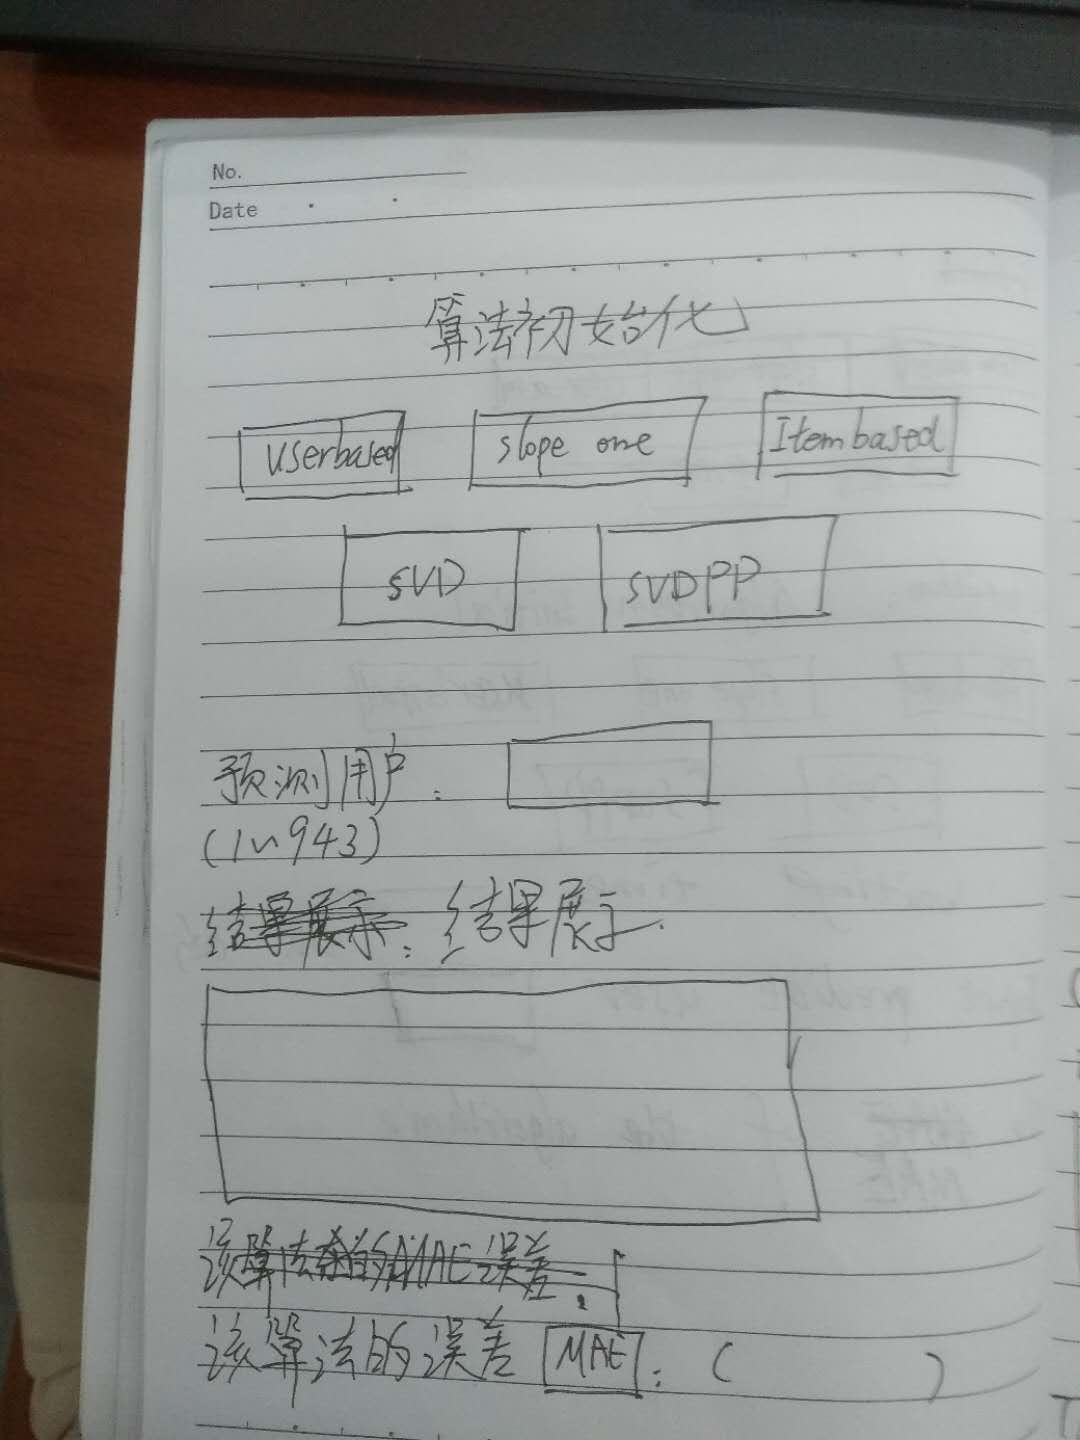 No.
Date
算法初始化
Userbased slope one Itembased
SVD SVDPP
预测用户:
(1~943)
结果展示: 结果展示.
该算法的MAE误差:
该算法的误差 MAE: ( )